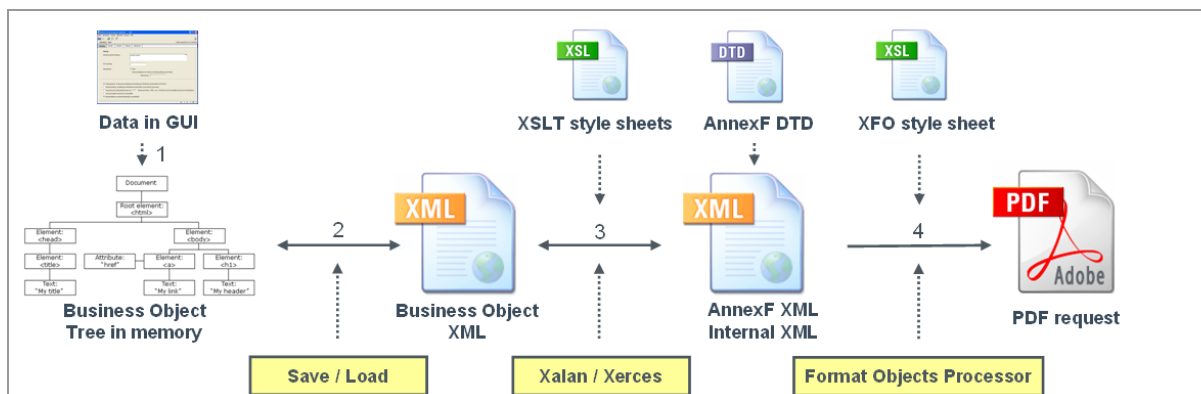 XSL
DTD
XSL
Data in GUI
XSLT style sheets
AnnexF DTD
XFO style sheet
1
Document
Root element:
<html>
Element:
<head>
Element:
<body>
Element:
<title>
Attribute:
"href"
Element:
<a>
Element:
<h1>
Text:
"My title"
Text:
"My link"
Text:
"My header"
2
XML
3
XML
4
PDF
Adobe
Business Object
Tree in memory
Business Object
XML
AnnexF XML
Internal XML
PDF request
Save / Load
Xalan / Xerces
Format Objects Processor